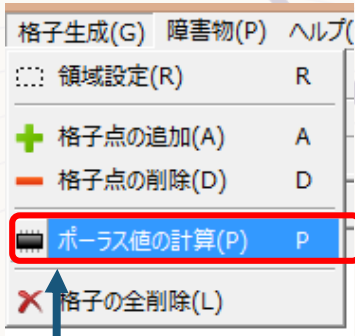 格子生成(G) 障害物(P) ヘルプ(
領域設定(R) R
格子点の追加(A) A
格子点の削除(D) D
ポーラス値の計算(P) P
格子の全削除(L)